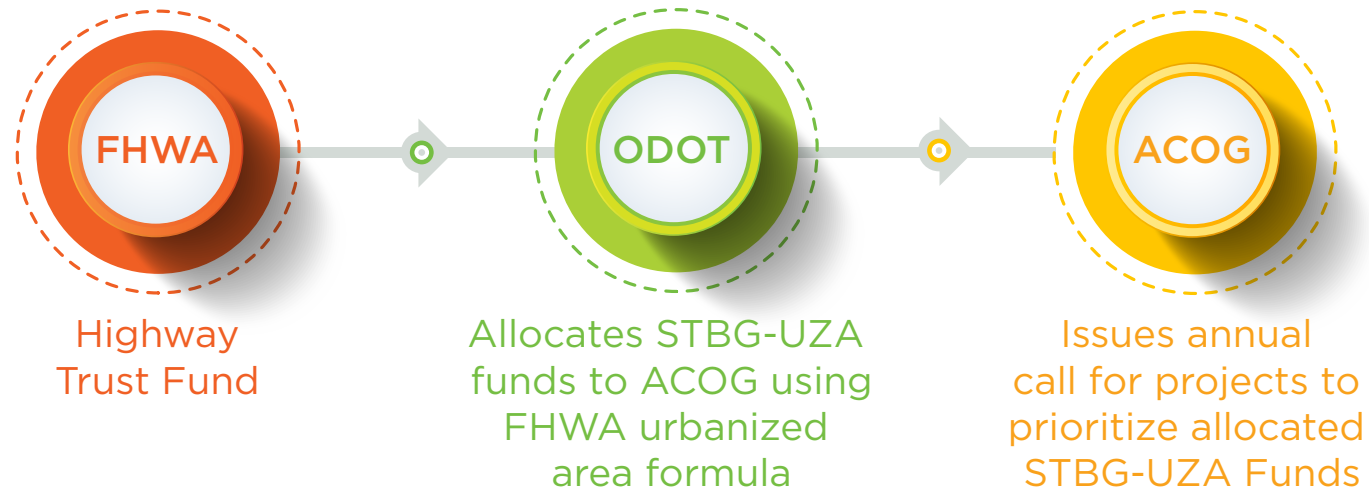 FHWA
Highway
Trust Fund
ODOT
Allocates STBG-UZA
funds to ACOG using
FHWA urbanized
area formula
ACOG
Issues annual
call for projects to
prioritize allocated
STBG-UZA Funds